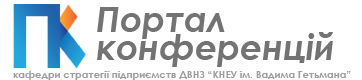 Портал
конференцій
кафедри стратегії підприємств ДВНЗ “КНЕУ ім. Вадима Гетьмана”